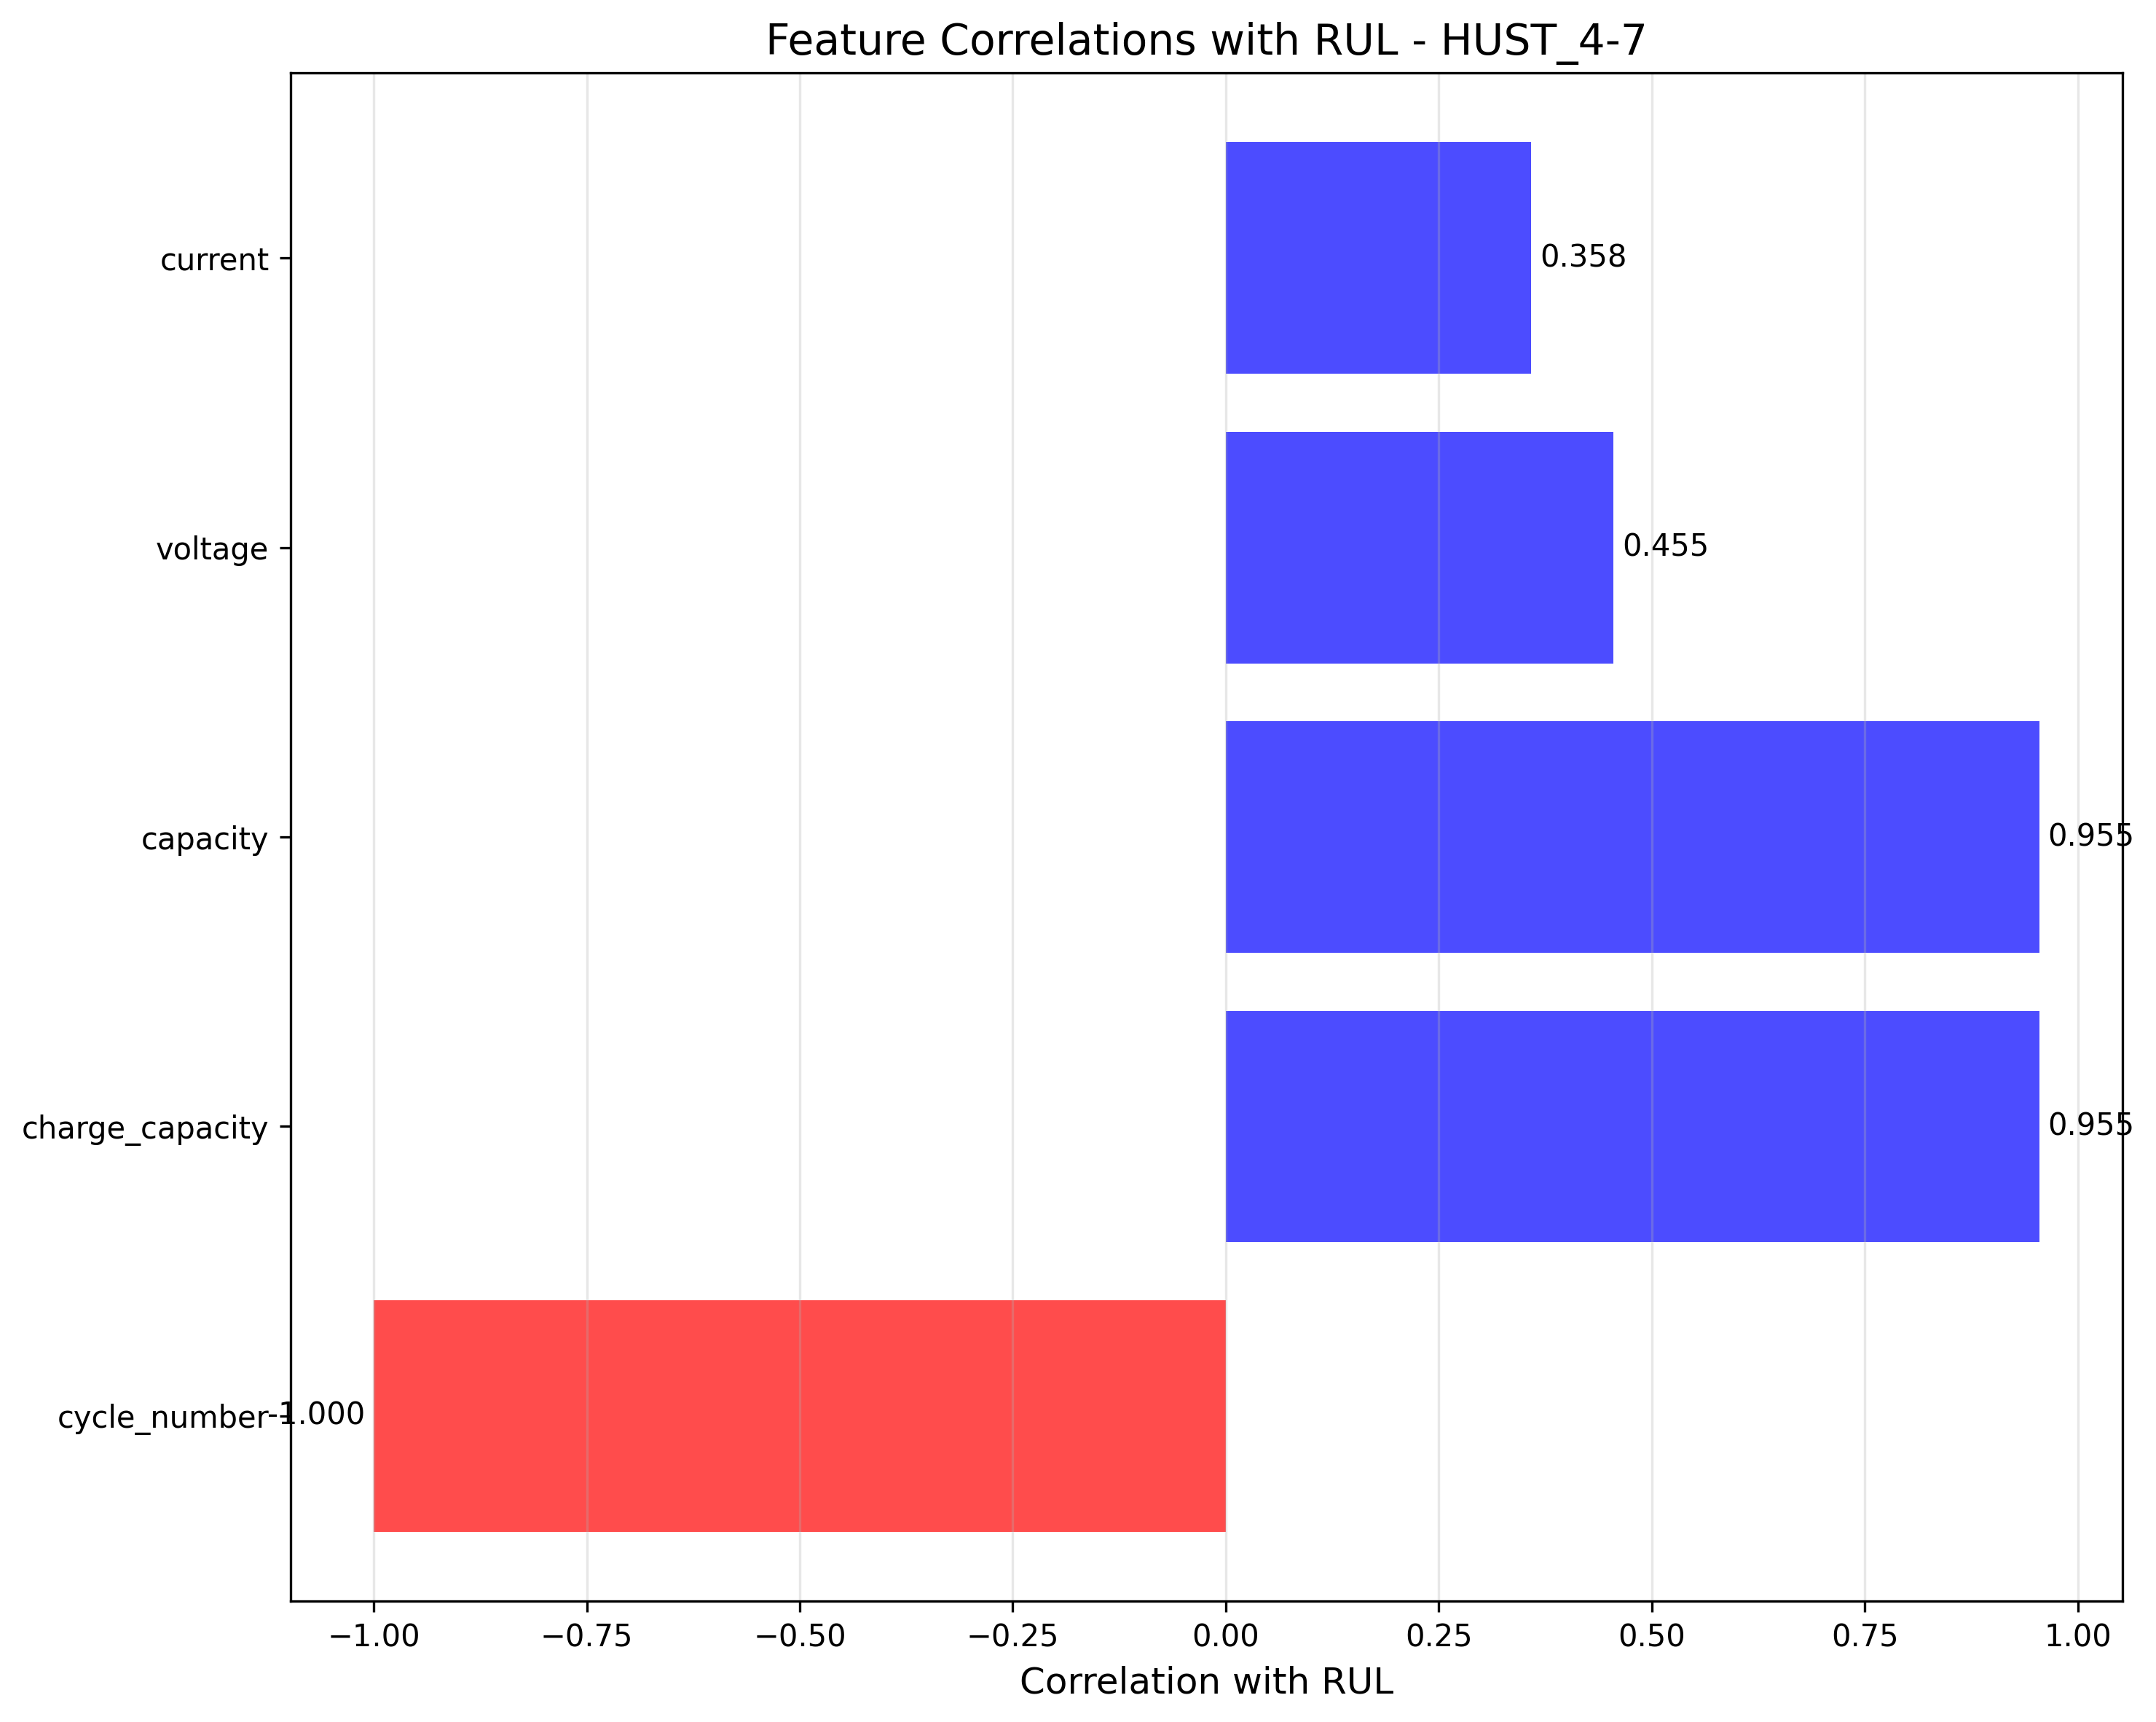 Feature Correlations with RUL - HUST_4-7
current
0.358
voltage
0.455
capacity
0.955
charge_capacity
0.955
cycle_number
-1.000
−1.00 −0.75 −0.50 −0.25 0.00 0.25 0.50 0.75 1.00
Correlation with RUL